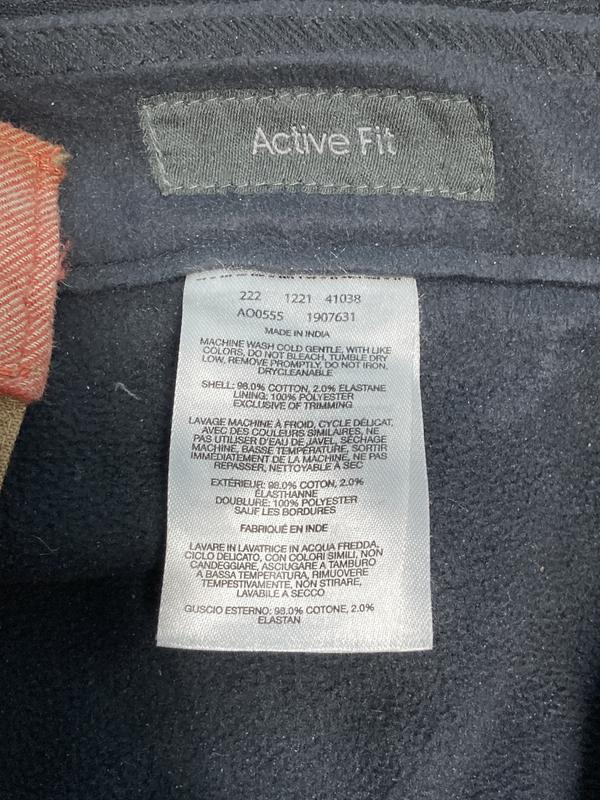 Active Fit
222 1221 41038
AO0555 1907631
MADE IN INDIA
MACHINE WASH COLD GENTLE, WITH LIKE
COLORS, DO NOT BLEACH, TUMBLE DRY
LOW, REMOVE PROMPTLY, DO NOT IRON,
DRYCLEANABLE
SHELL: 98.0% COTTON, 2.0% ELASTANE
LINING: 100% POLYESTER
EXCLUSIVE OF TRIMMING
LAVAGE MACHINE À FROID, CYCLE DÉLICAT,
AVEC DES COULEURS SIMILAIRES, NE
PAS UTILISER D'EAU DE JAVEL, SÉCHAGE
MACHINE, BASSE TEMPÉRATURE, SORTIR
IMMÉDIATEMENT DE LA MACHINE, NE PAS
REPASSER, NETTOYABLE À SEC
EXTÉRIEUR: 98.0% COTON, 2.0%
ÉLASTHANNE
DOUBLURE: 100% POLYESTER
SAUF LES BORDURES
FABRIQUÉ EN INDE
LAVARE IN LAVATRICE IN ACQUA FREDDA,
CICLO DELICATO, CON COLORI SIMILI, NON
CANDEGGIARE, ASCIUGARE A TAMBURO
A BASSA TEMPERATURA, RIMUOVERE
TEMPESTIVAMENTE, NON STIRARE,
LAVABILE A SECCO
GUSCIO ESTERNO: 98.0% COTONE, 2.0%
ELASTAN